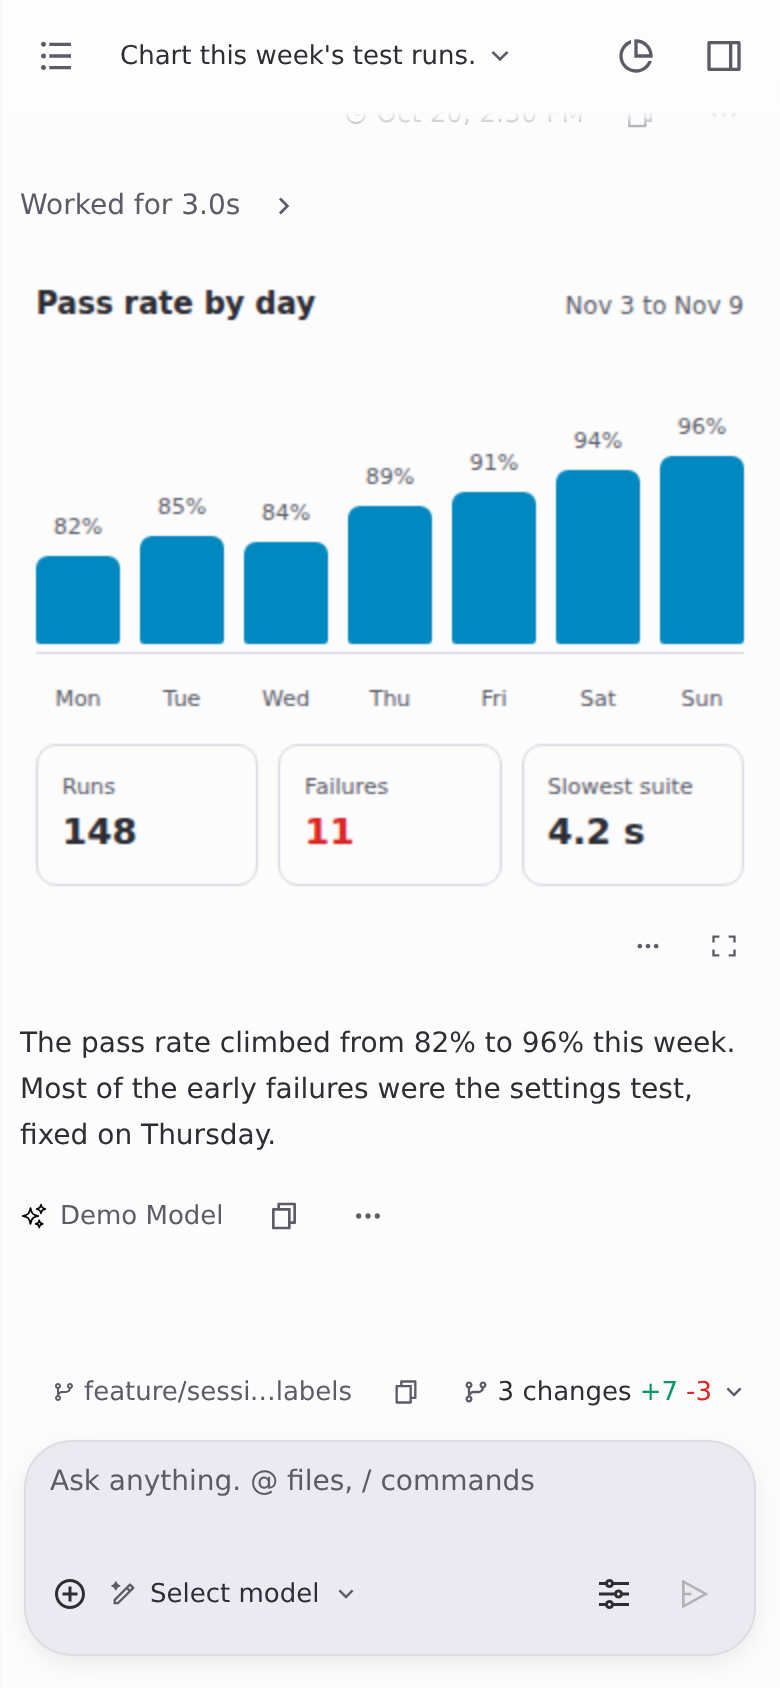 Chart this week's test runs.
Worked for 3.0s
Pass rate by day
Nov 3 to Nov 9
82% 85% 84% 89% 91% 94% 96%
Mon Tue Wed Thu Fri Sat Sun
Runs
148
Failures
11
Slowest suite
4.2 s
The pass rate climbed from 82% to 96% this week.
Most of the early failures were the settings test,
fixed on Thursday.
Demo Model
feature/sessi...labels
3 changes +7 -3
Ask anything. @ files, / commands
Select model